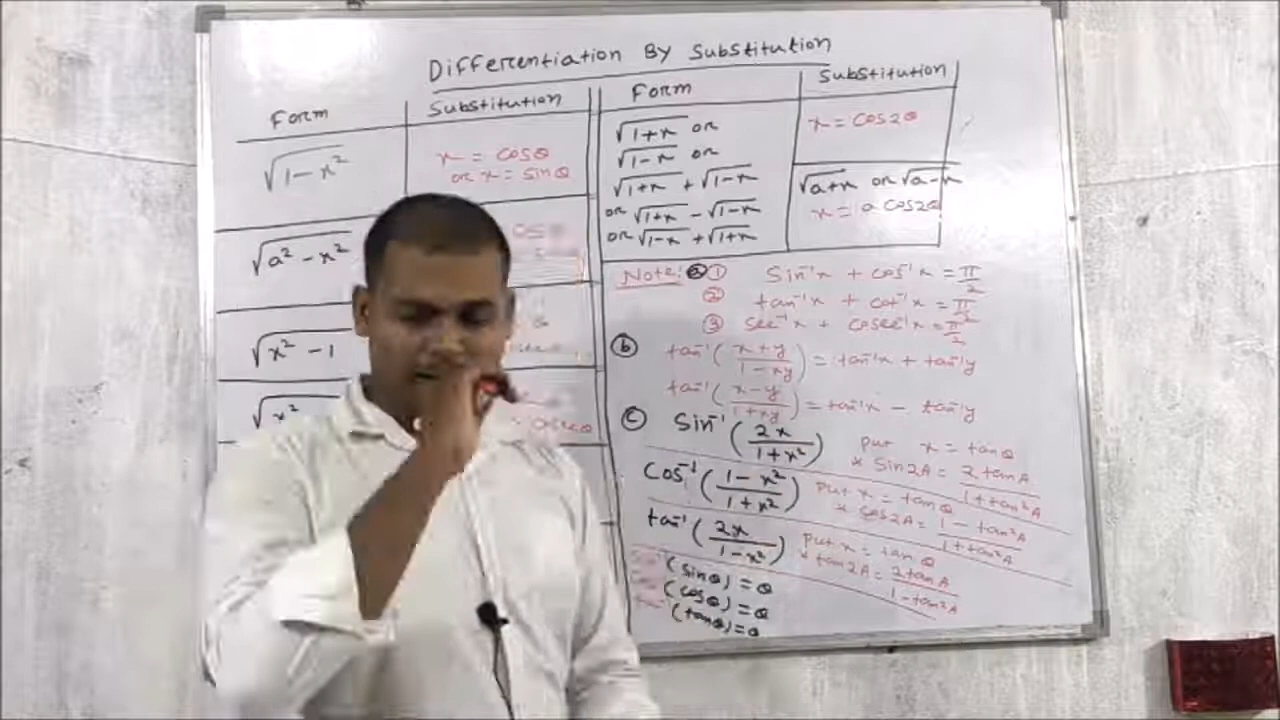 Differentiation By Substitution
Form Substitution
√1-x²
x = cosθ
or x = sinθ
√a² - x²
cosθ
√x² - 1
√x²
cosecθ
Form Substitution
√1+x or
√1-x or
√1+x + √1-x
or √1+x - √1-x
or √1-x + √1+x
x = cos2θ
√a+x or √a-x
x = a cos2θ
Note: ⓐ ① Sin⁻¹x + cos⁻¹x = π/2
② tan⁻¹x + cot⁻¹x = π/2
③ sec⁻¹x + cosec⁻¹x = π/2
ⓑ tan⁻¹(x+y/1-xy) = tan⁻¹x + tan⁻¹y
tan⁻¹(x-y/1+xy) = tan⁻¹x - tan⁻¹y
ⓒ Sin⁻¹(2x/1+x²) put x = tanθ
* Sin2A = 2tanA/1+tan²A
Cos⁻¹(1-x²/1+x²) Put x = tanθ
* cos2A = 1-tan²A/1+tan²A
tan⁻¹(2x/1-x²) Put x = tanθ
* tan2A = 2tanA/1-tan²A
(sinθ) = θ
(cosθ) = θ
(tanθ) = θ